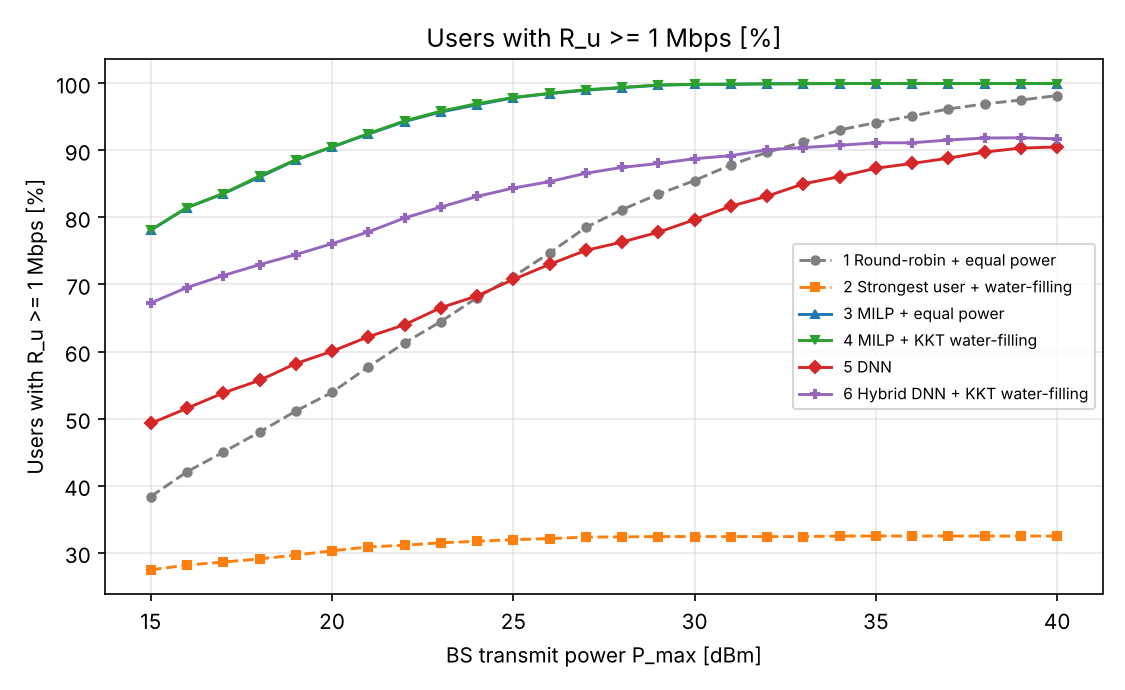 Users with R_u >= 1 Mbps [%]
Users with R_u >= 1 Mbps [%]
100
90
80
70
60
50
40
30
1 Round-robin + equal power
2 Strongest user + water-filling
3 MILP + equal power
4 MILP + KKT water-filling
5 DNN
6 Hybrid DNN + KKT water-filling
15 20 25 30 35 40
BS transmit power P_max [dBm]